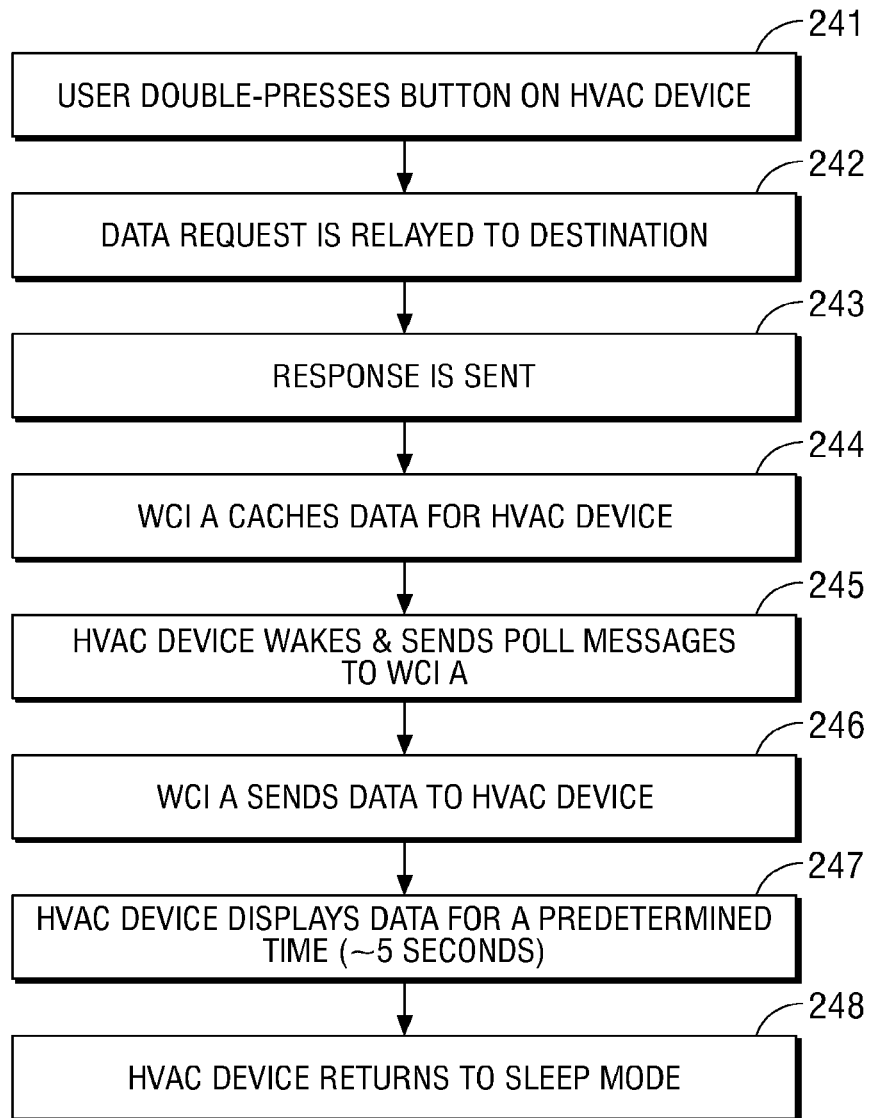 241
USER DOUBLE-PRESSES BUTTON ON HVAC DEVICE
242
DATA REQUEST IS RELAYED TO DESTINATION
243
RESPONSE IS SENT
244
WCI A CACHES DATA FOR HVAC DEVICE
245
HVAC DEVICE WAKES & SENDS POLL MESSAGES
TO WCI A
246
WCI A SENDS DATA TO HVAC DEVICE
247
HVAC DEVICE DISPLAYS DATA FOR A PREDETERMINED
TIME (~5 SECONDS)
248
HVAC DEVICE RETURNS TO SLEEP MODE